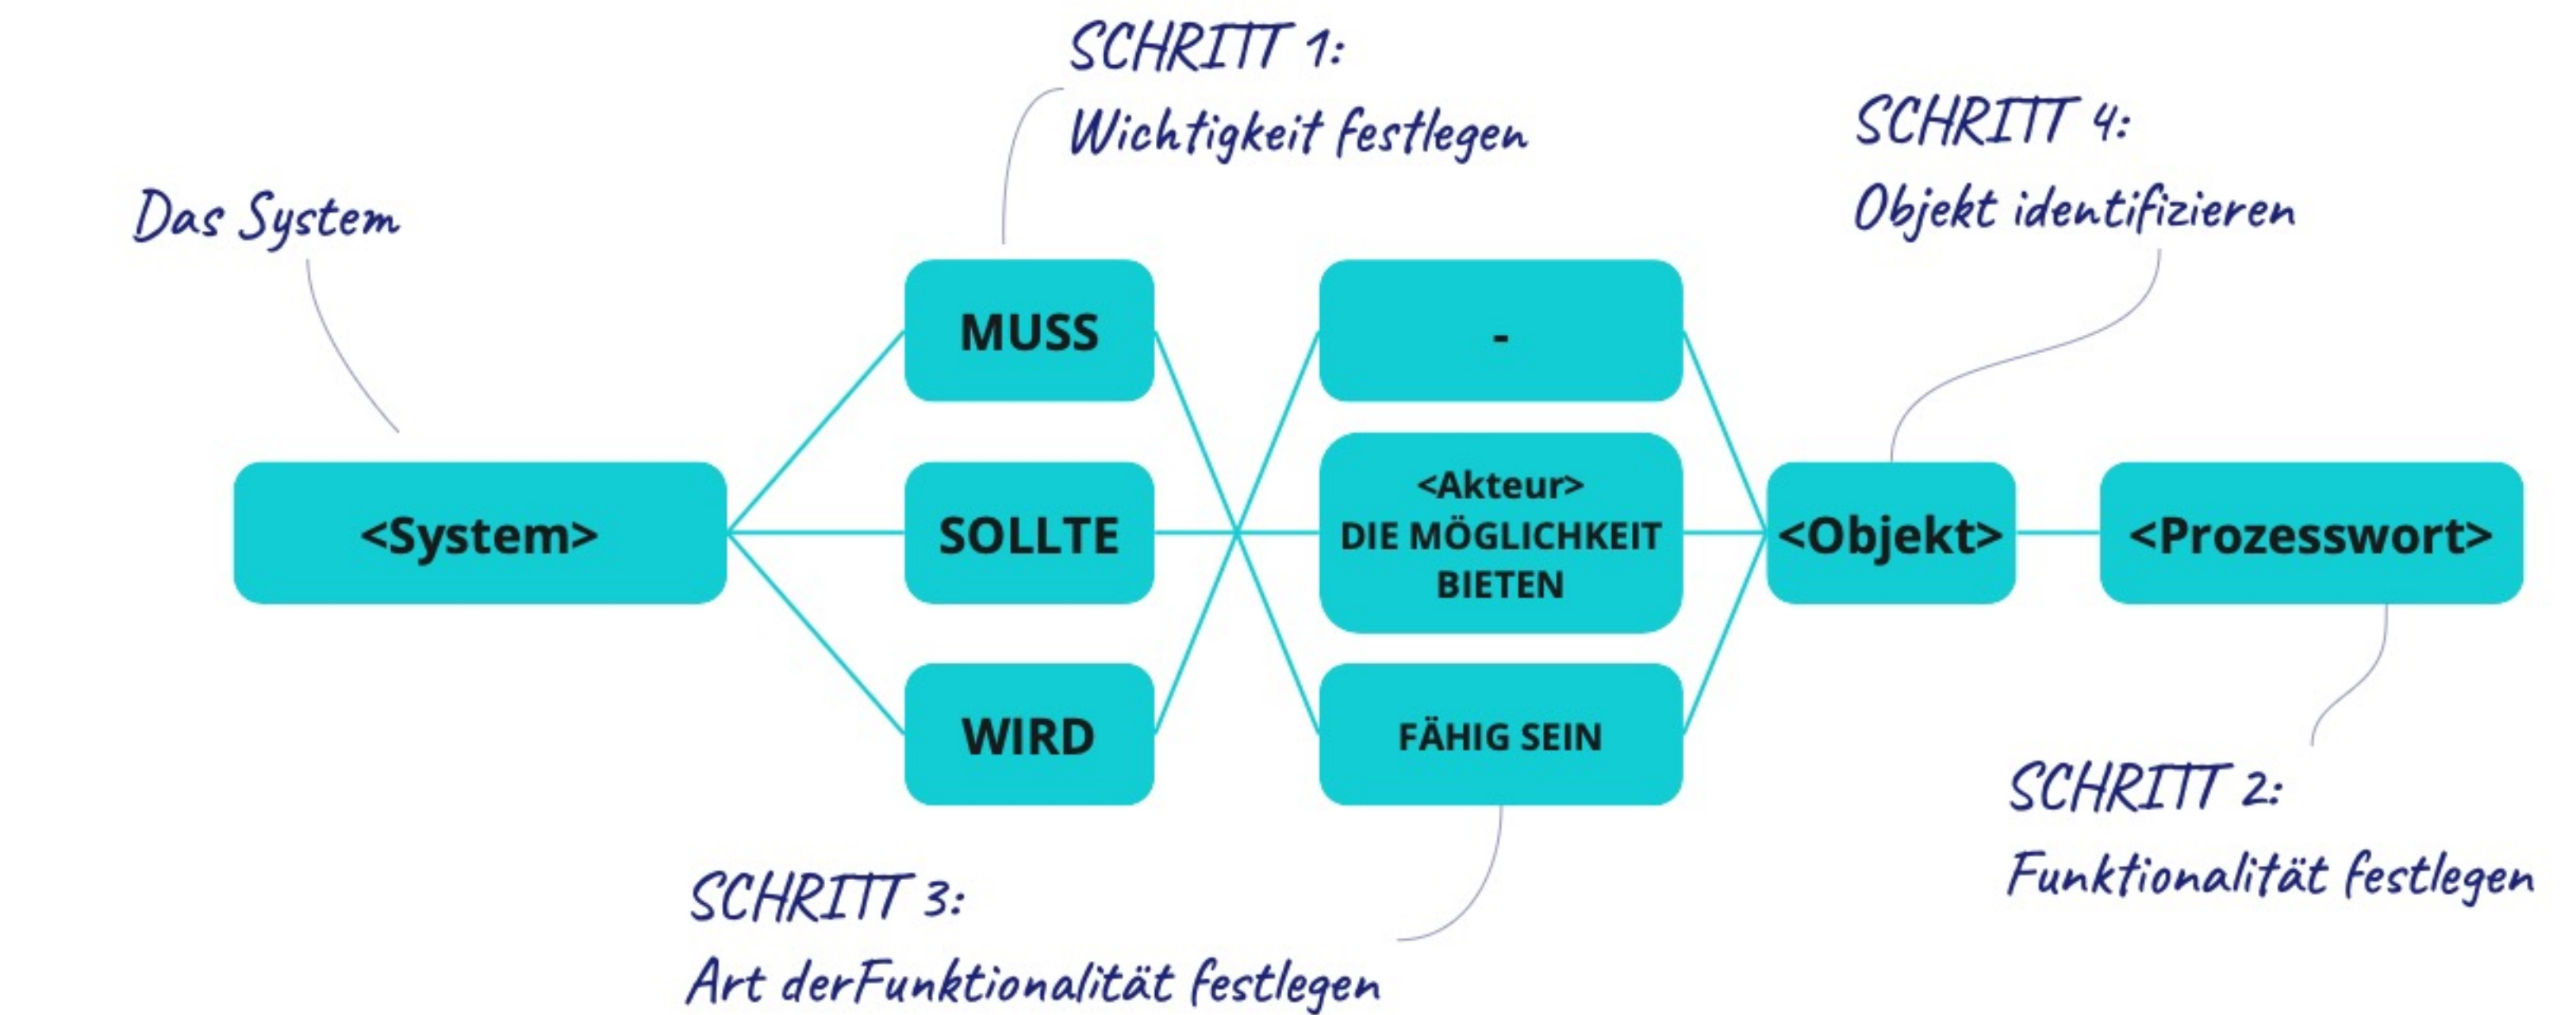 SCHRITT 1:
Wichtigkeit festlegen
SCHRITT 4:
Objekt identifizieren
Das System
MUSS
-
<System>
SOLLTE
<Akteur>
DIE MÖGLICHKEIT
BIETEN
<Objekt>
<Prozesswort>
WIRD
FÄHIG SEIN
SCHRITT 2:
Funktionalität festlegen
SCHRITT 3:
Art derFunktionalität festlegen